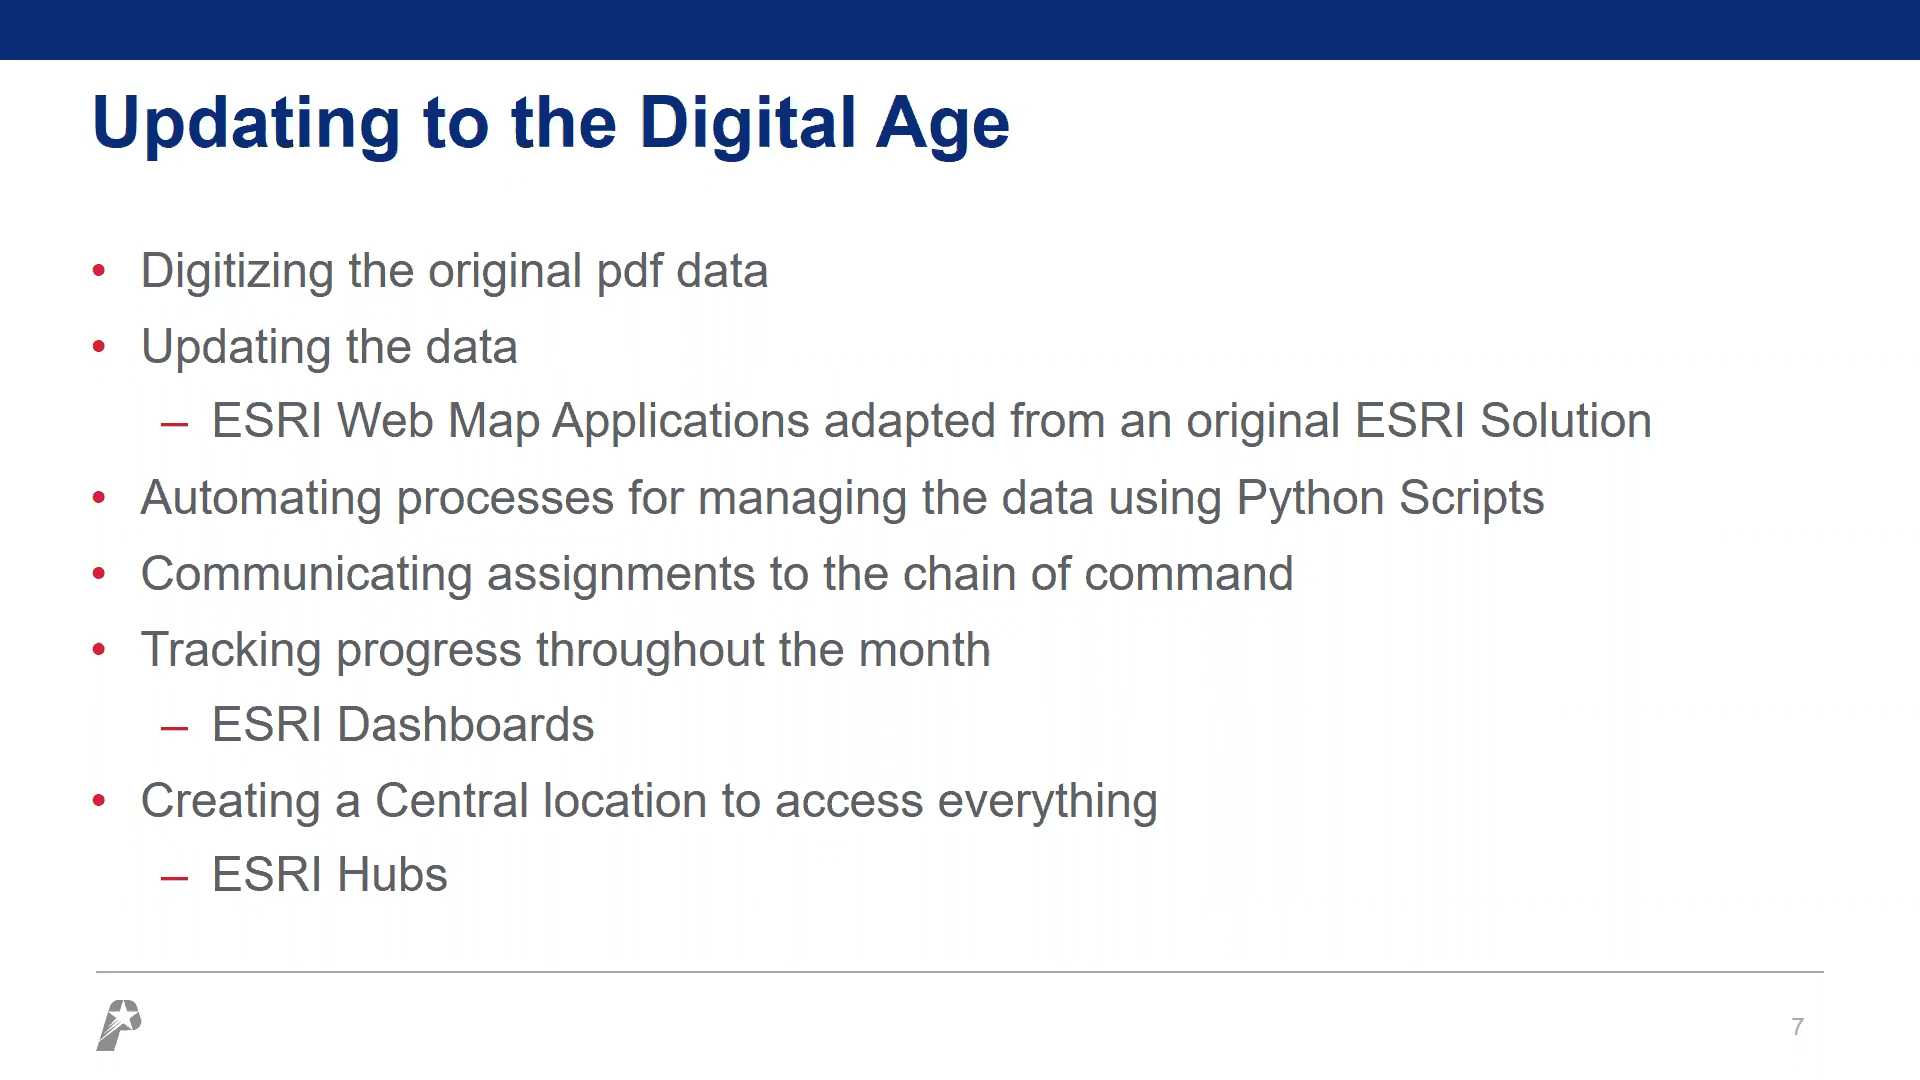 Updating to the Digital Age
• Digitizing the original pdf data
• Updating the data
– ESRI Web Map Applications adapted from an original ESRI Solution
• Automating processes for managing the data using Python Scripts
• Communicating assignments to the chain of command
• Tracking progress throughout the month
– ESRI Dashboards
• Creating a Central location to access everything
– ESRI Hubs
7